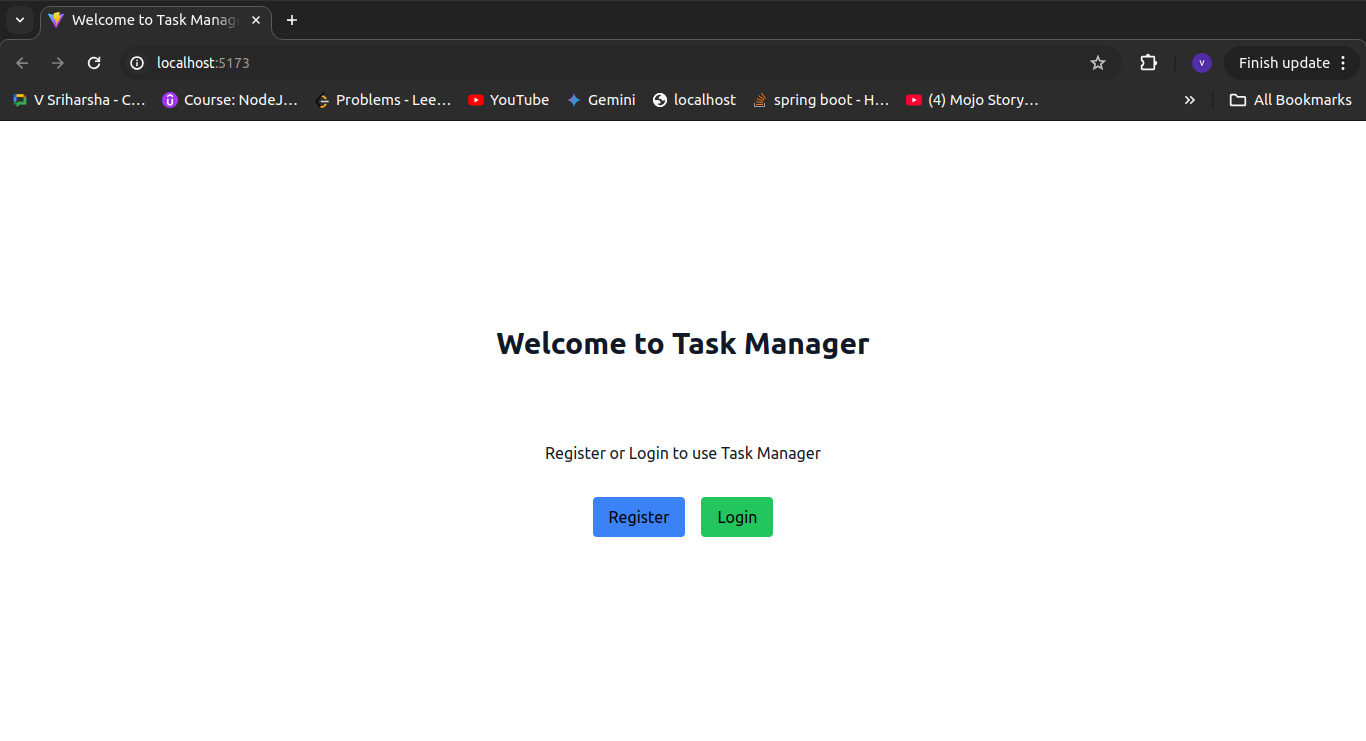 Welcome to Task Manag
localhost:5173
V
Finish update
V Sriharsha - C...
Course: NodeJ...
Problems - Lee...
YouTube
Gemini
localhost
spring boot - H...
(4) Mojo Story...
All Bookmarks
Welcome to Task Manager
Register or Login to use Task Manager
Register
Login